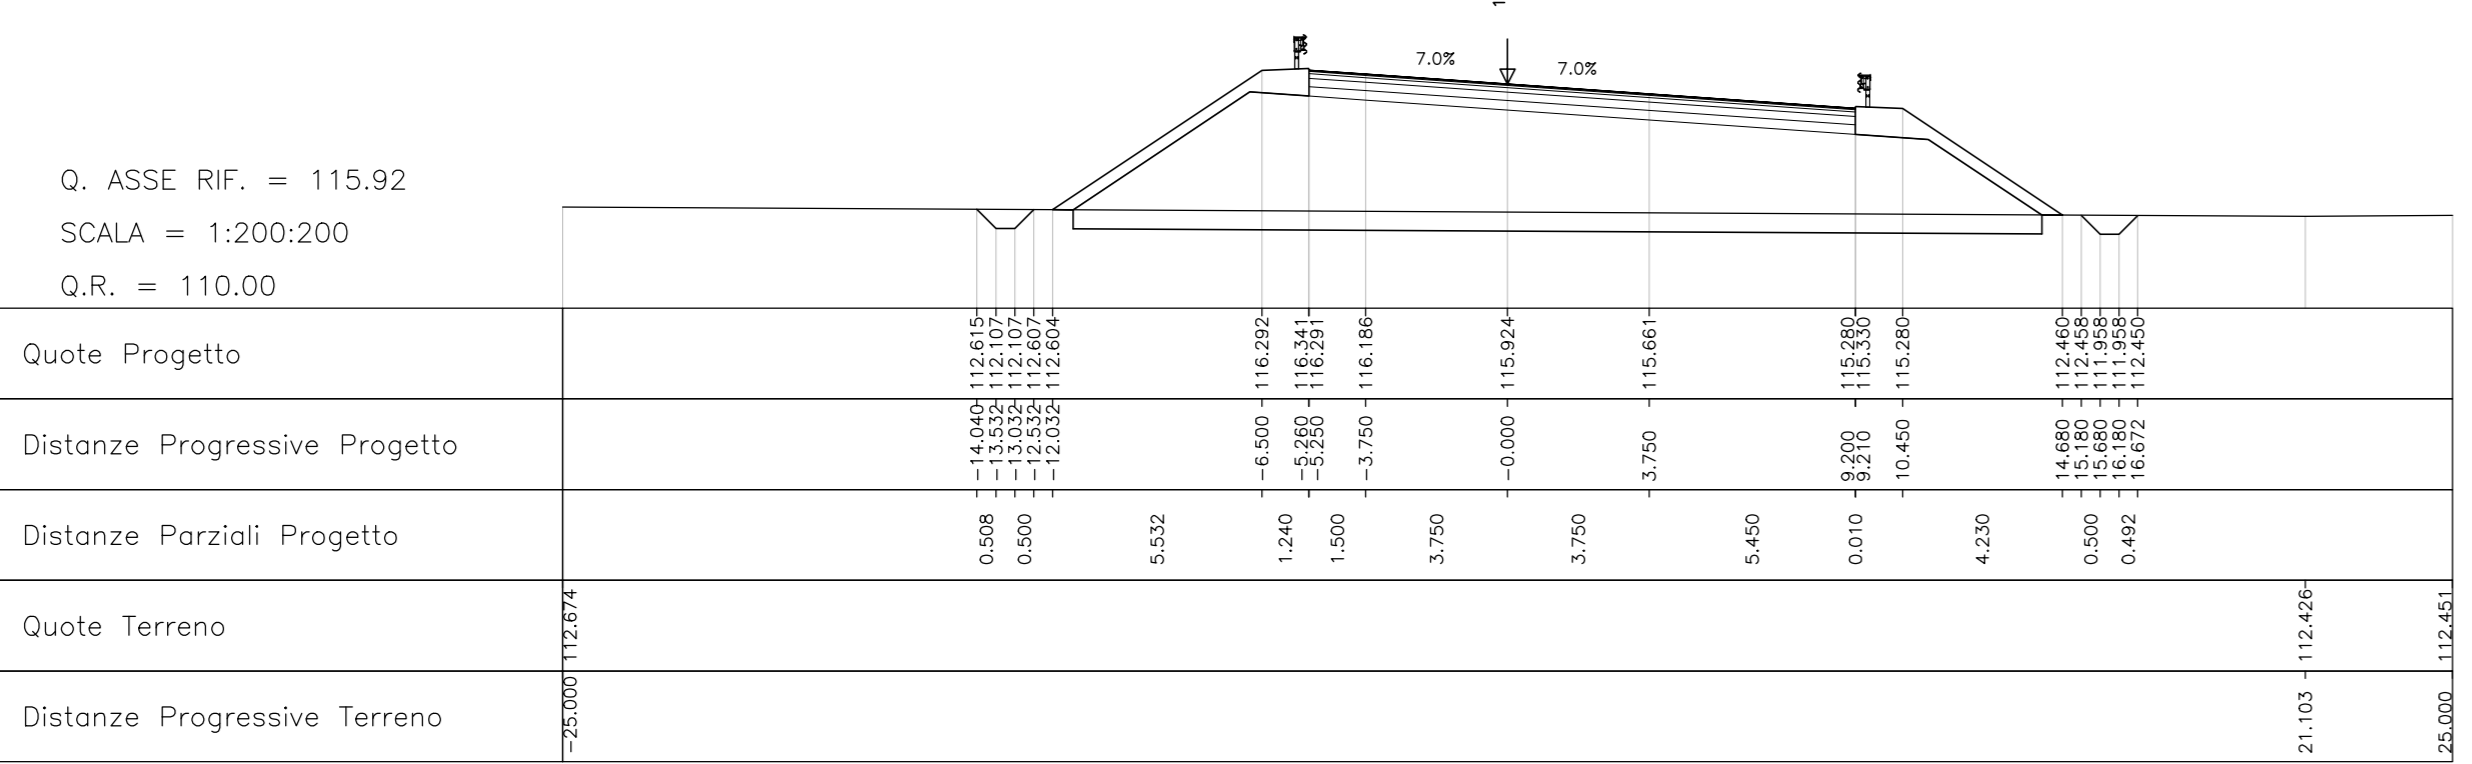 7.0%
7.0%
Q. ASSE RIF. = 115.92
SCALA = 1:200:200
Q.R. = 110.00
Quote Progetto 112.615 112.107 112.107 112.607 112.604 116.292 116.341 116.291 116.186 115.924 115.661 115.280 115.330 115.280 112.460 112.458 111.958 111.958 112.450
Distanze Progressive Progetto -14.040 -13.532 -13.032 -12.532 -12.032 -6.500 -5.260 -5.250 -3.750 -0.000 3.750 9.200 9.210 10.450 14.680 15.180 15.680 16.180 16.672
Distanze Parziali Progetto 0.508 0.500 5.532 1.240 1.500 3.750 3.750 5.450 0.010 4.230 0.500 0.492
Quote Terreno 112.674 112.426 112.451
Distanze Progressive Terreno -25.000 21.103 25.000